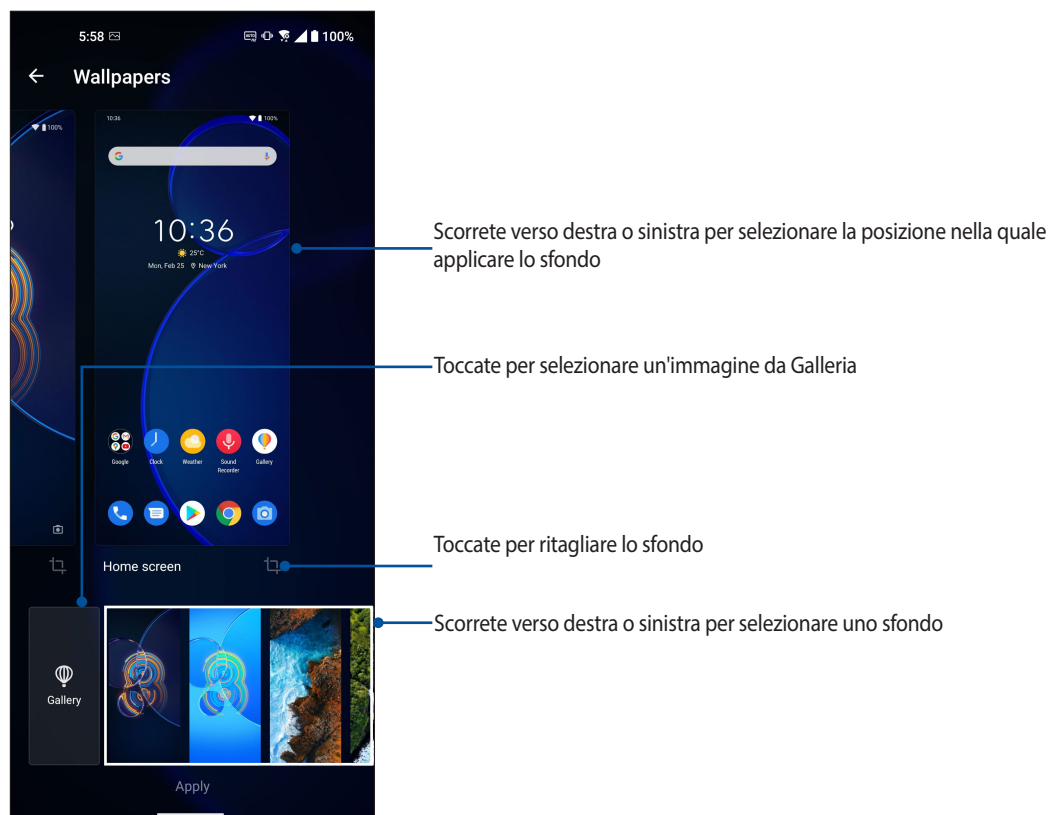 5:58
100%
Wallpapers
100%
10:36
100%
10:36
25°C
Mon, Feb 25 New York
Google
Clock
Weather
Sound
Recorder
Gallery
Home screen
Gallery
Apply
Scorrete verso destra o sinistra per selezionare la posizione nella quale
applicare lo sfondo
Toccate per selezionare un'immagine da Galleria
Toccate per ritagliare lo sfondo
Scorrete verso destra o sinistra per selezionare uno sfondo